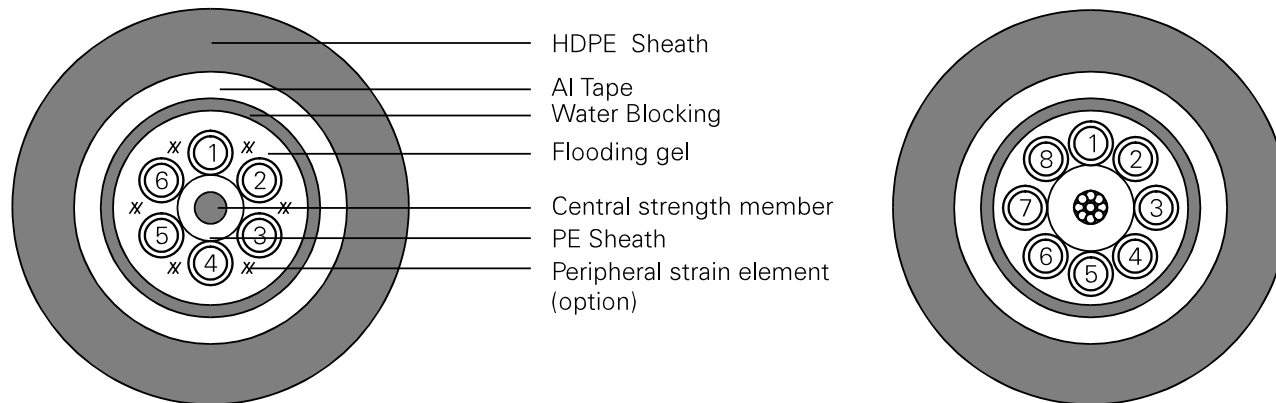 HDPE Sheath
Al Tape
Water Blocking
Flooding gel
Central strength member
PE Sheath
Peripheral strain element
(option)
1
2
3
4
5
6
1
2
3
4
5
6
7
8